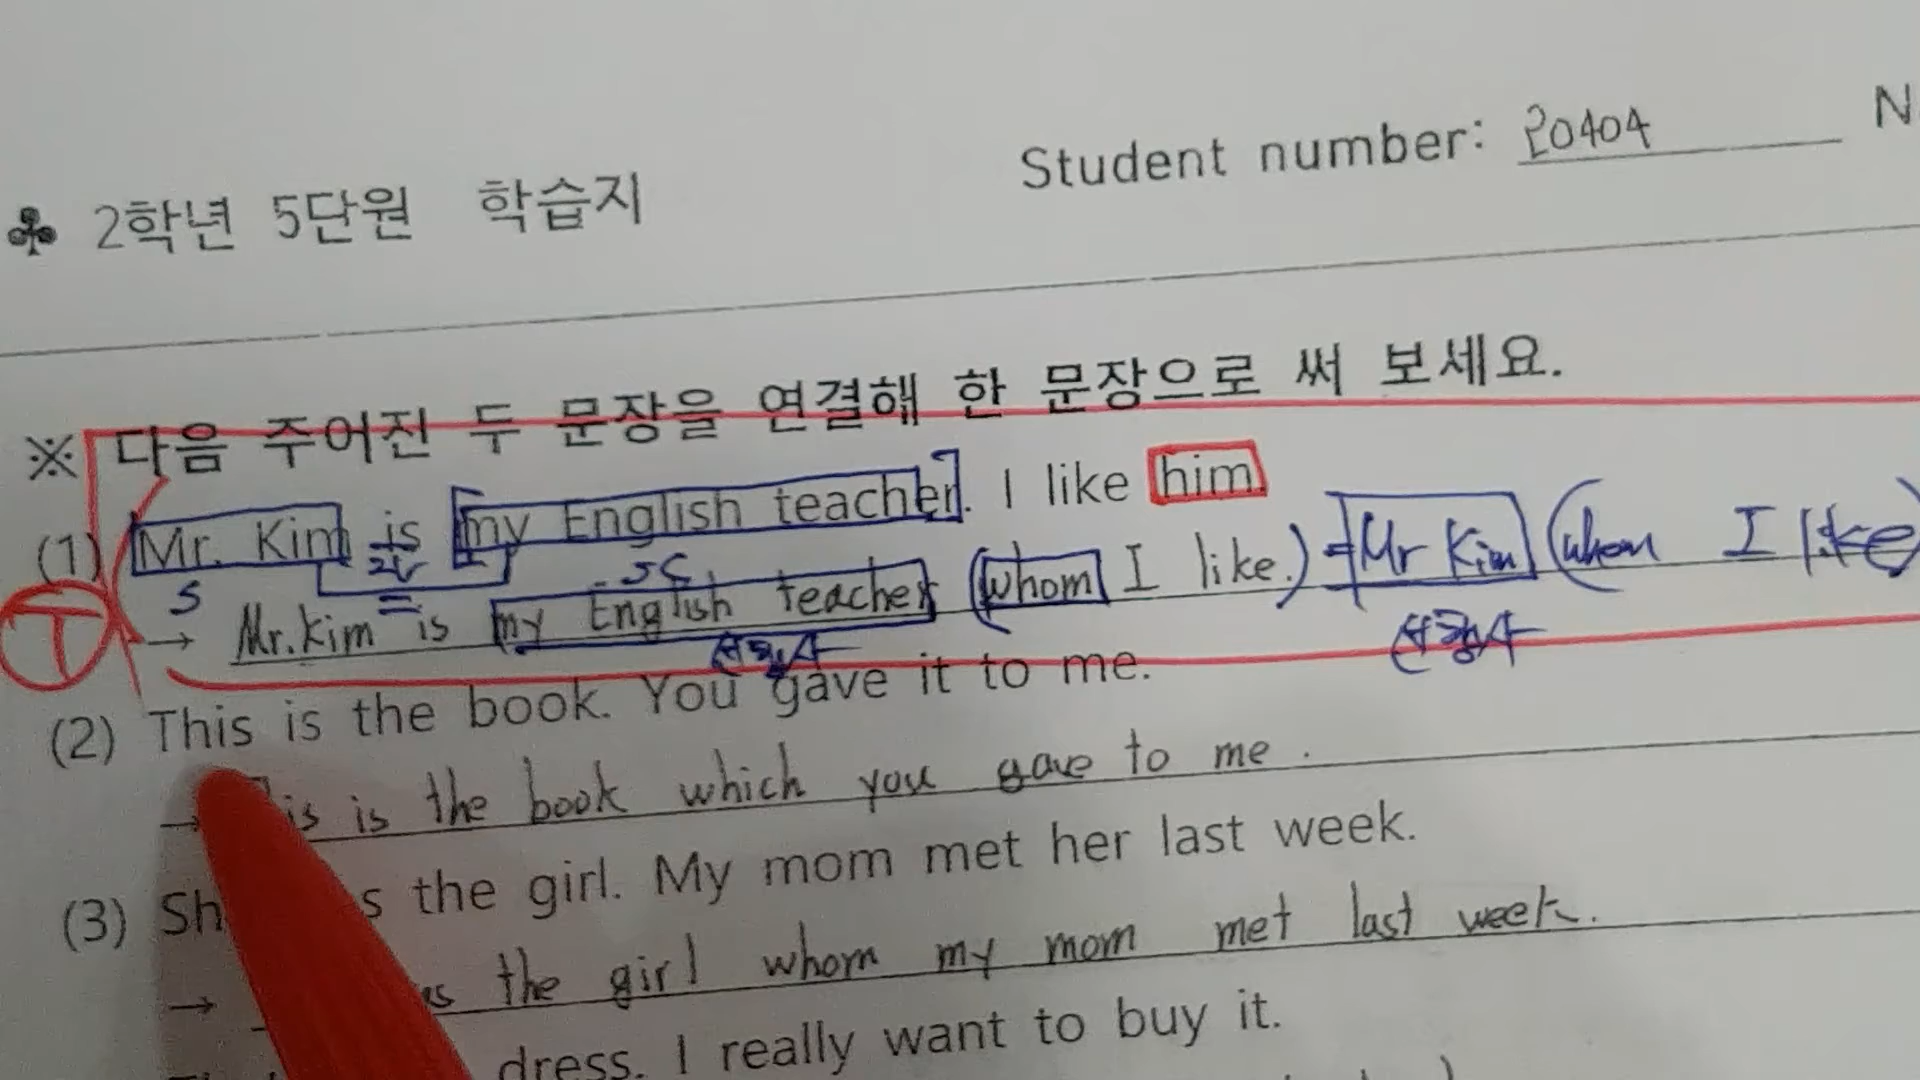 Student number: 20404 N
♣ 2학년 5단원 학습지
※ 다음 주어진 두 문장을 연결해 한 문장으로 써 보세요.
(1) Mr. Kim is my English teacher. I like him.
S 2v = sc
→ Mr.Kim is my English teacher (whom I like.) = Mr Kim (whom I like)
선행사 선행사
T
(2) This is the book. You gave it to me.
→ is is the book which you gave to me.
(3) Sh s the girl. My mom met her last week.
→ as the girl whom my mom met last week.
dress. I really want to buy it.